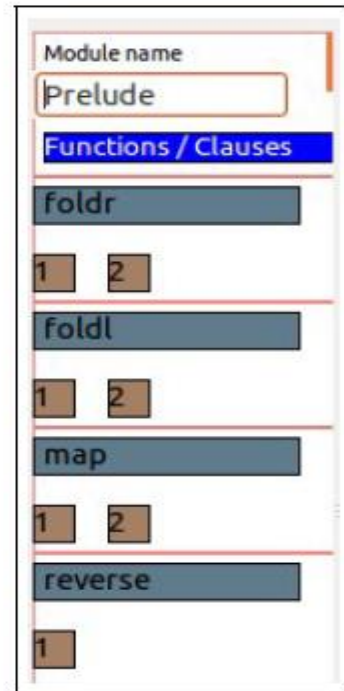 Module name
Prelude
Functions / Clauses
foldr
1 2
foldl
1 2
map
1 2
reverse
1